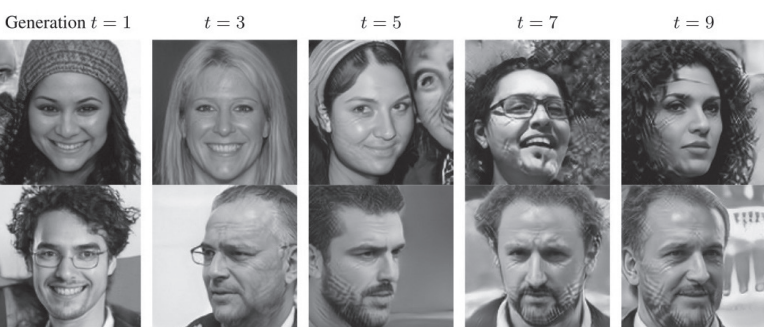 Generation t = 1 t = 3 t = 5 t = 7 t = 9